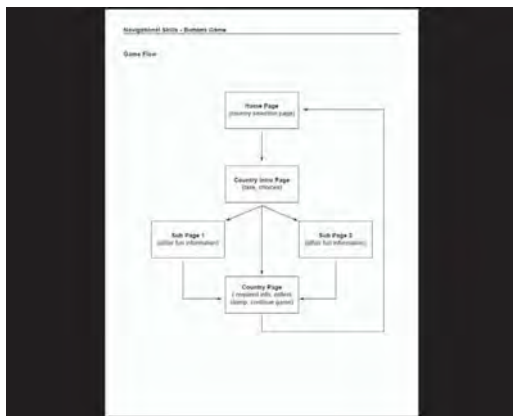 Navigational Skills - Business Game
Game Flow
Home Page
(country selection page)
Country Intro Page
(task, choices)
Sub Page 1
(other fun information)
Sub Page 2
(other fun information)
Country Page
( required info, collect
stamp, continue game)